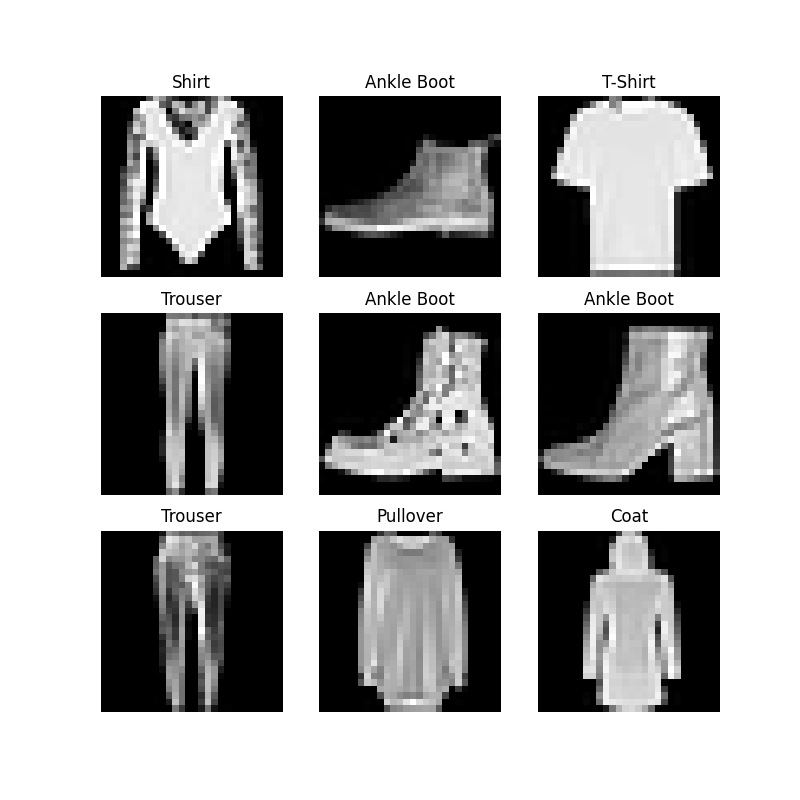 Shirt
Ankle Boot
T-Shirt
Trouser
Ankle Boot
Ankle Boot
Trouser
Pullover
Coat